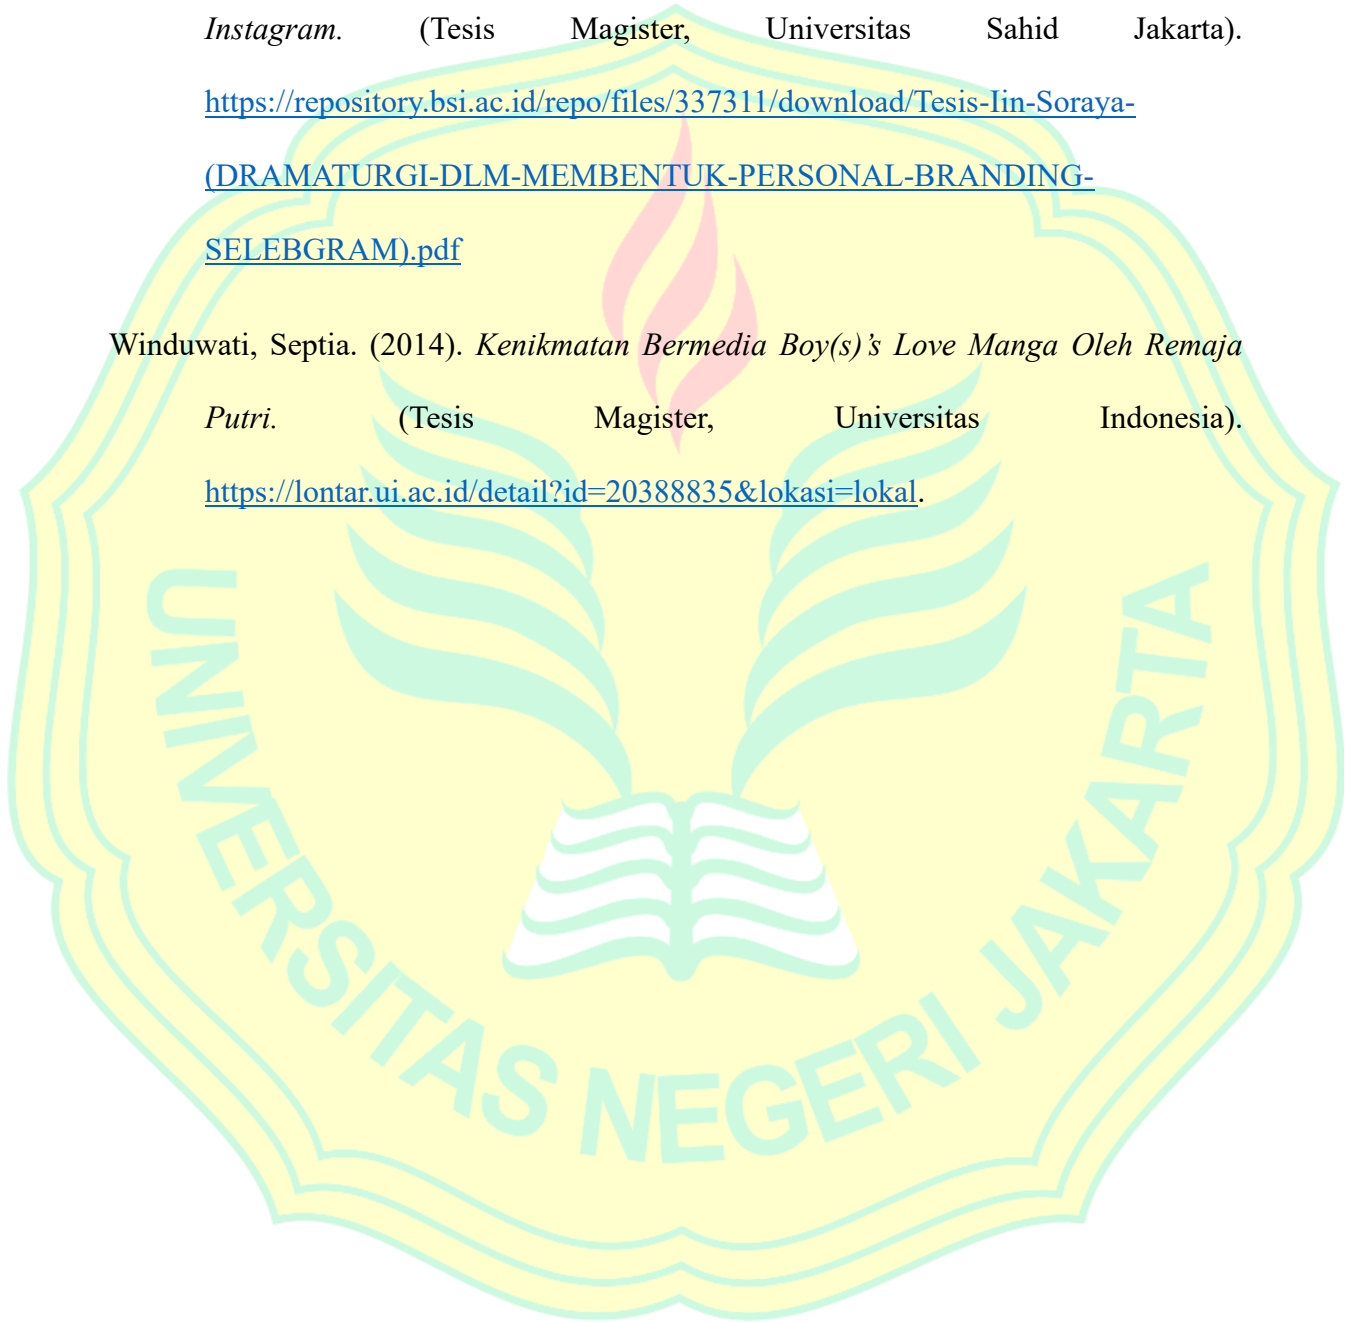 Instagram. (Tesis Magister, Universitas Sahid Jakarta).
https://repository.bsi.ac.id/repo/files/337311/download/Tesis-Iin-Soraya-
(DRAMATURGI-DLM-MEMBENTUK-PERSONAL-BRANDING-
SELEBGRAM).pdf
Winduwati, Septia. (2014). Kenikmatan Bermedia Boy(s)’s Love Manga Oleh Remaja
Putri. (Tesis Magister, Universitas Indonesia).
https://lontar.ui.ac.id/detail?id=20388835&lokasi=lokal.
UNIVERSITAS NEGERI JAKARTA